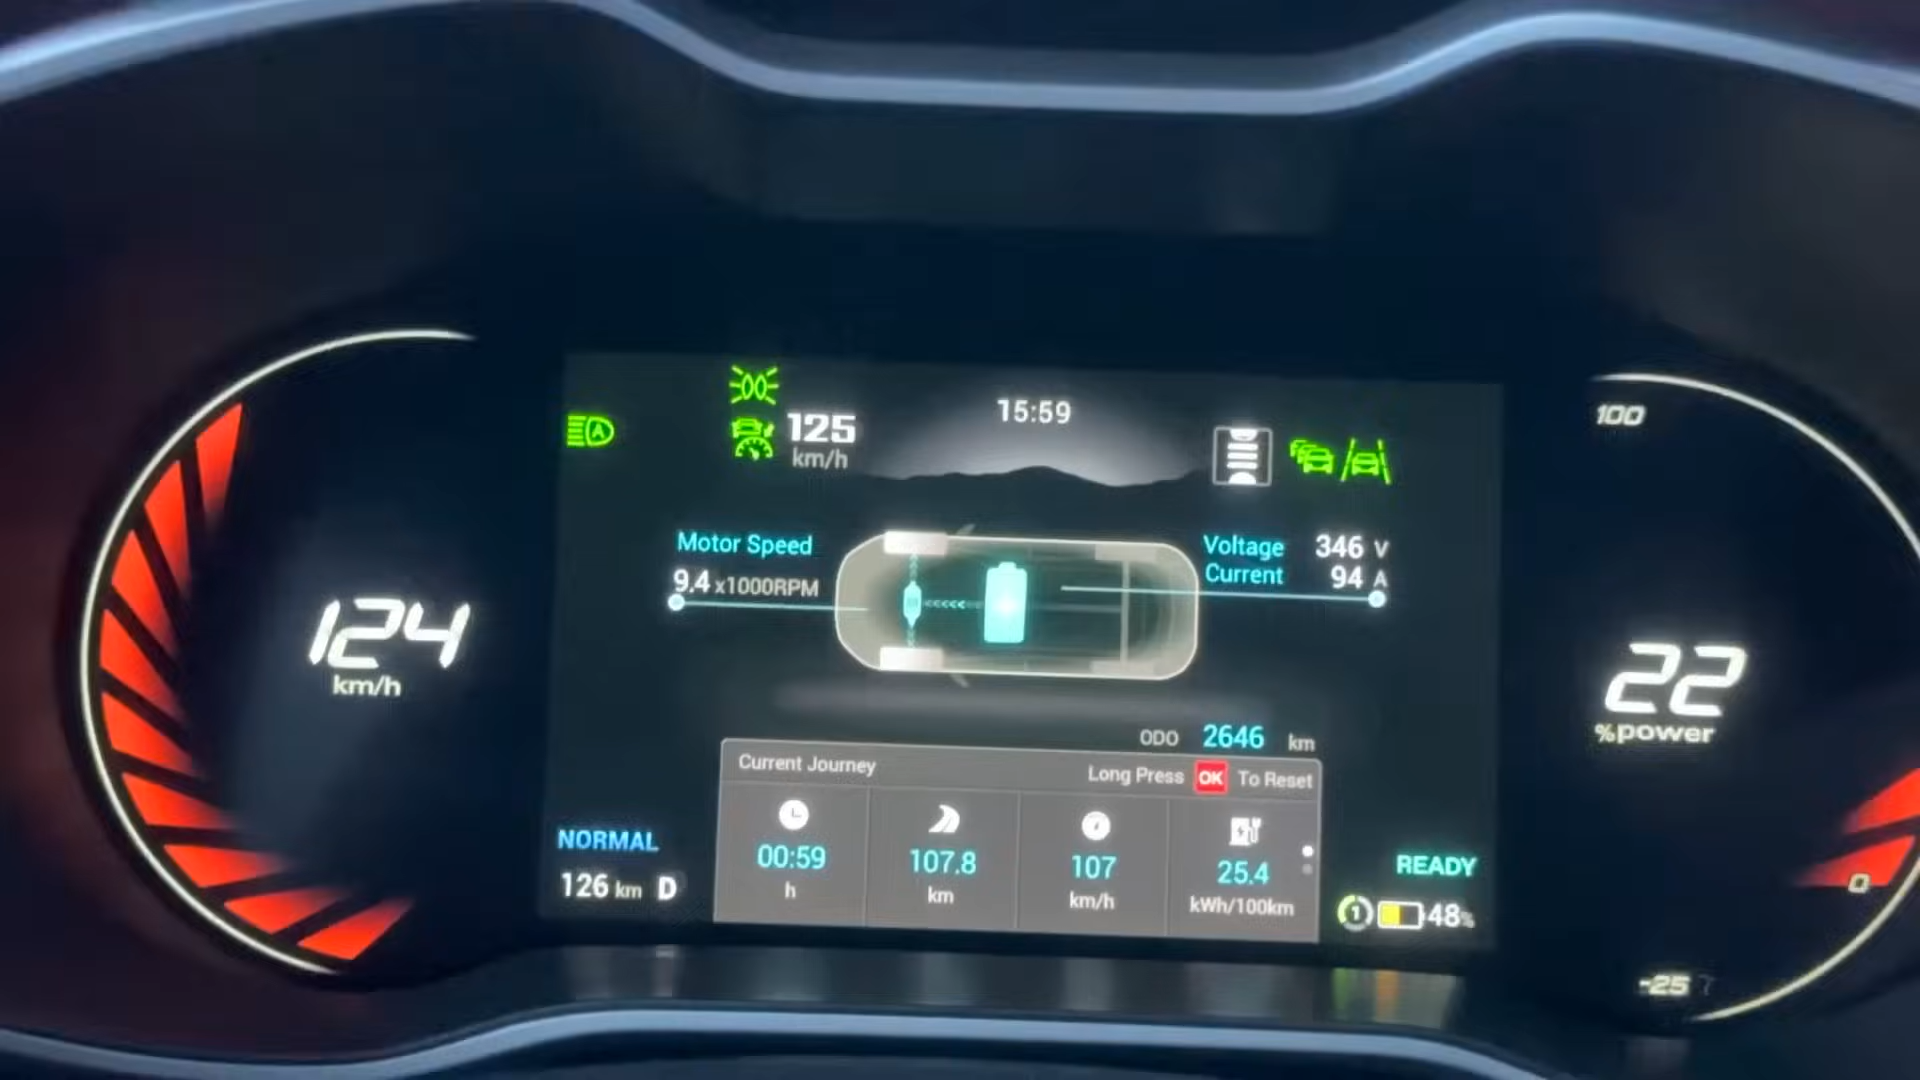 15:59
125
km/h
A
100
Motor Speed
9.4 x1000RPM
Voltage 346 V
Current 94 A
124
km/h
22
%power
ODO 2646 km
Current Journey
Long Press OK To Reset
00:59
h
107.8
km
107
km/h
25.4
kWh/100km
NORMAL
126 km D
READY
1 48%
0
-25